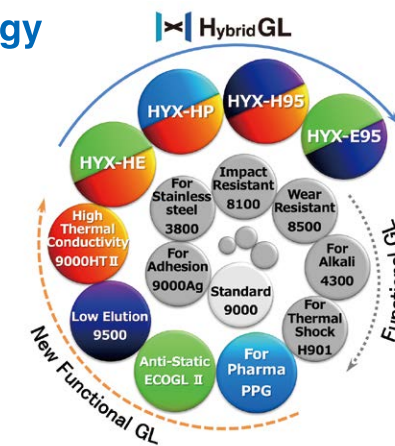 gy
HybridGL
HYX-HP
HYX-H95
HYX-E95
HYX-HE
Impact
Resistant
8100
For
Stainless
steel
3800
Wear
Resistant
8500
High
Thermal
Conductivity
9000HTⅡ
For
Adhesion
9000Ag
For
Alkali
4300
Standard
9000
Low Elution
9500
For
Thermal
Shock
H901
Anti-Static
ECOGL Ⅱ
For
Pharma
PPG
New Functional GL
Functional GL